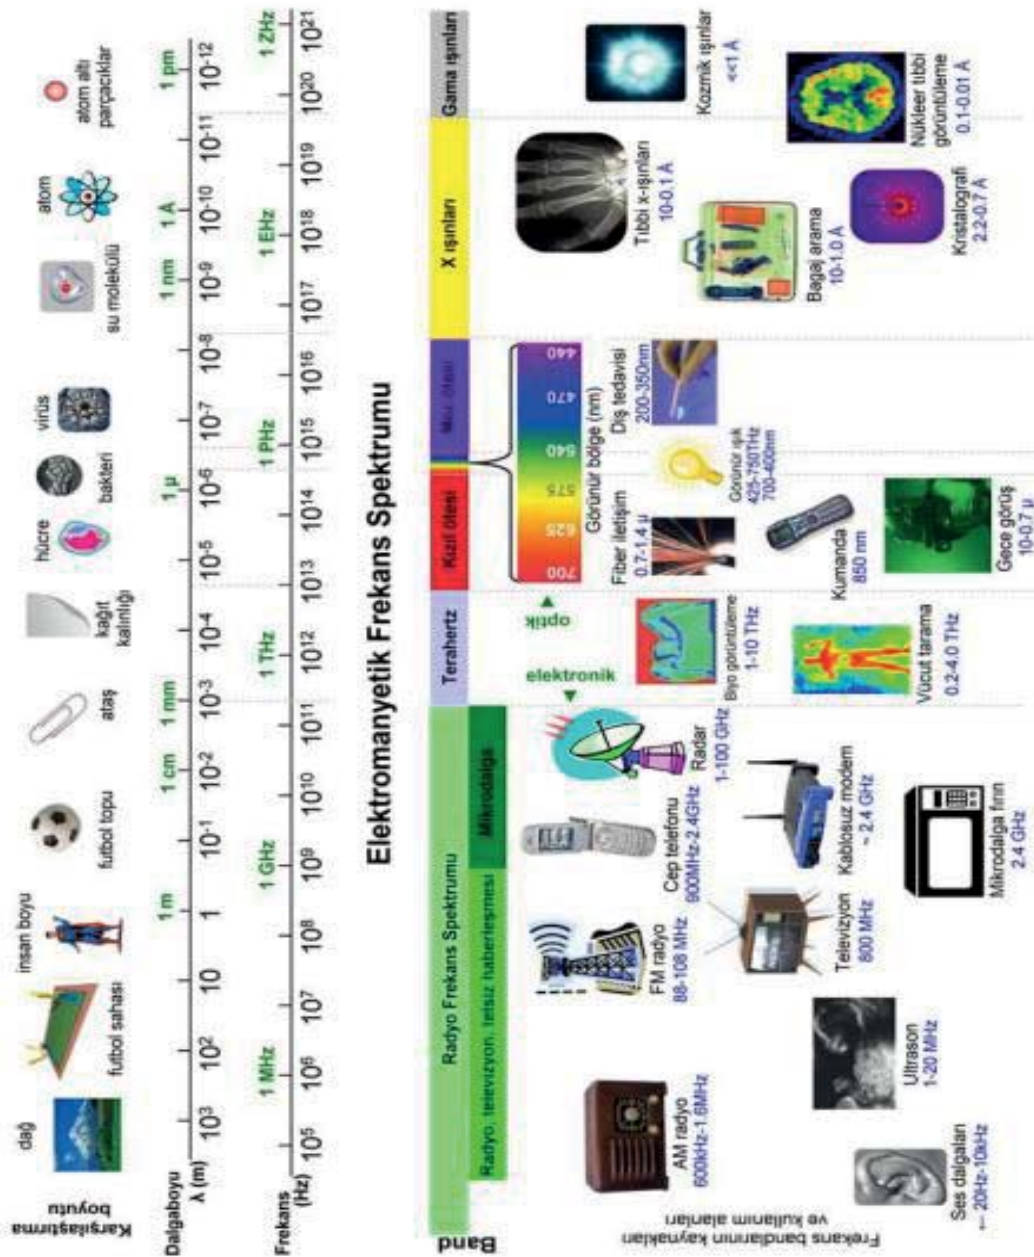 Karşılaştırma
boyutu
dağ
futbol sahası
insan boyu
futbol topu
ataş
kağıt
kalınlığı
hücre
bakteri
virüs
su molekülü
atom
atom altı
parçacıklar
Dalgaboyu
λ (m)
1 m
1 cm
1 mm
1 µ
1 nm
1 Å
1 pm
10³
10²
10
1
10⁻¹
10⁻²
10⁻³
10⁻⁴
10⁻⁵
10⁻⁶
10⁻⁷
10⁻⁸
10⁻⁹
10⁻¹⁰
10⁻¹¹
10⁻¹²
Frekans
(Hz)
1 MHz
1 GHz
1 THz
1 PHz
1 EHz
1 ZHz
10⁵
10⁶
10⁷
10⁸
10⁹
10¹⁰
10¹¹
10¹²
10¹³
10¹⁴
10¹⁵
10¹⁶
10¹⁷
10¹⁸
10¹⁹
10²⁰
10²¹
Elektromanyetik Frekans Spektrumu
Band
Radyo Frekans Spektrumu
Terahertz
Kızıl ötesi
Mor ötesi
X ışınları
Gama ışınları
Radyo, televizyon, telsiz haberleşmesi
Mikrodalga
elektronik
optik
700
625
575
540
470
440
Görünür bölge (nm)
Frekans bandlarının kaynakları
ve kullanım alanları
AM radyo
600kHz-1.6MHz
FM radyo
88-108 MHz
Cep telefonu
900MHz-2.4GHz
Radar
1-100 GHz
Biyo görüntüleme
1-10 THz
Fiber iletişim
0.7-1.4 µ
Görünür ışık
425-750THz
700-400nm
Diş tedavisi
200-350nm
Tıbbi x-ışınları
10-0.1 Å
Kozmik ışınlar
<<1 Å
Ses dalgaları
← 20Hz-10kHz
Ultrason
1-20 MHz
Televizyon
800 MHz
Kablosuz modem
~ 2.4 GHz
Mikrodalga fırın
2.4 GHz
Vücut tarama
0.2-4.0 THz
Kumanda
850 nm
Gece görüş
10-0.7 µ
Bagaj arama
10-1.0 Å
Kristalografi
2.2-0.7 Å
Nükleer tıbbi
görüntüleme
0.1-0.01 Å